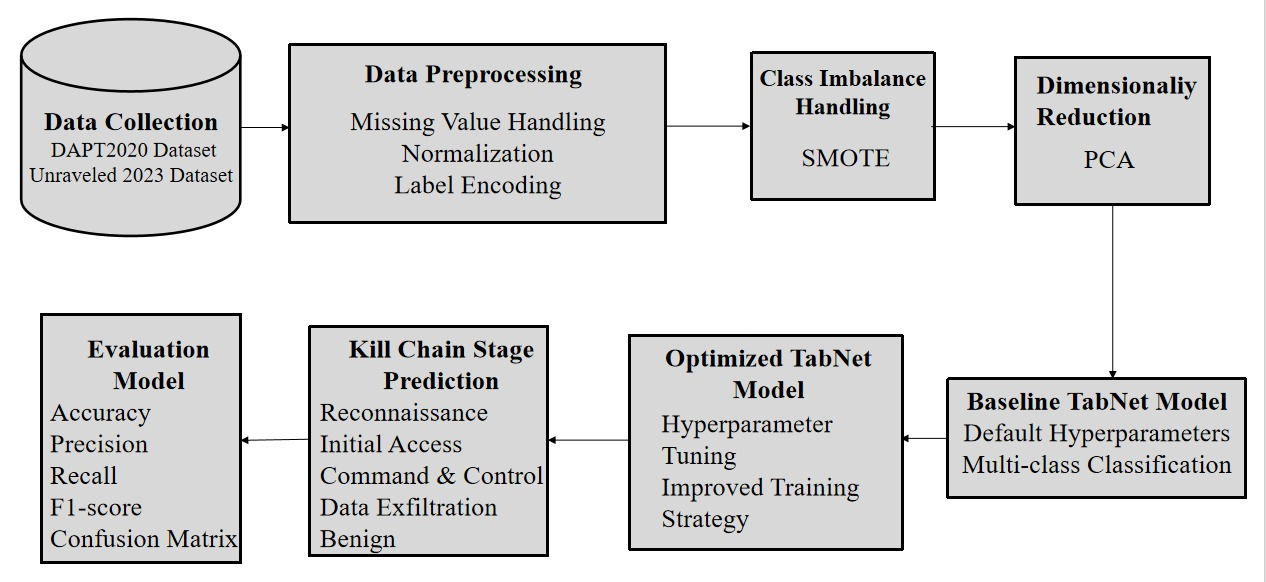 Data Collection
DAPT2020 Dataset
Unraveled 2023 Dataset
Data Preprocessing
Missing Value Handling
Normalization
Label Encoding
Class Imbalance
Handling
SMOTE
Dimensionaliy
Reduction
PCA
Baseline TabNet Model
Default Hyperparameters
Multi-class Classification
Optimized TabNet
Model
Hyperparameter
Tuning
Improved Training
Strategy
Kill Chain Stage
Prediction
Reconnaissance
Initial Access
Command & Control
Data Exfiltration
Benign
Evaluation
Model
Accuracy
Precision
Recall
F1-score
Confusion Matrix